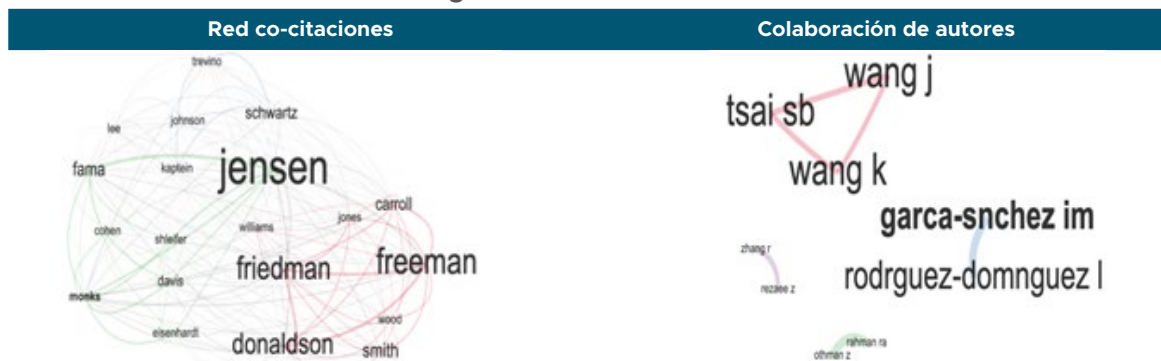 Red co-citaciones
Colaboración de autores
trevino
schwartz
johnson
lee
fama
kaptein
jensen
carroll
jones
williams
cohen
shleifer
friedman
freeman
davis
monks
eisenhardt
wood
donaldson
smith
wang j
tsai sb
wang k
garca-snchez im
zhang r
rezaee z
rodrguez-domnguez l
rahman ra
othman z